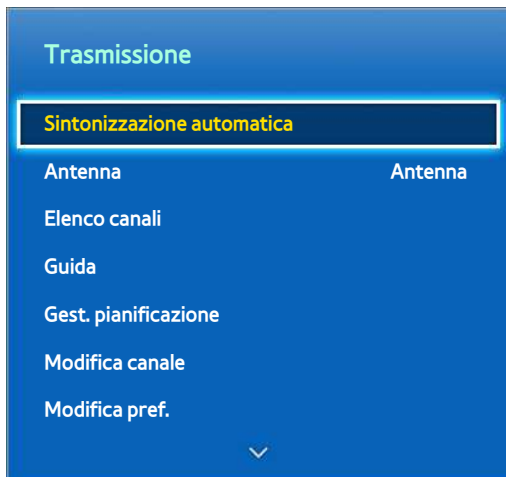 Trasmissione
Sintonizzazione automatica
Antenna Antenna
Elenco canali
Guida
Gest. pianificazione
Modifica canale
Modifica pref.